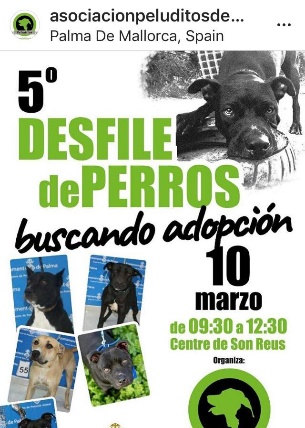 asociacionpeluditosde...
Palma De Mallorca, Spain
5º
DESFILE
dePERROS
buscando adopción
10
marzo
de 09:30 a 12:30
Centre de Son Reus
Organiza:
55